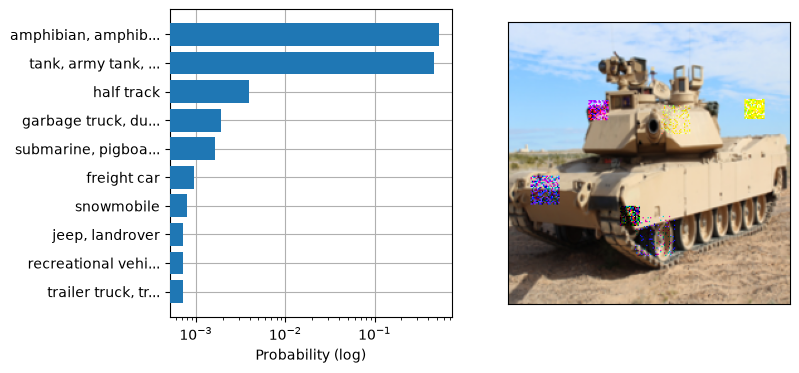 amphibian, amphib...
tank, army tank, ...
half track
garbage truck, du...
submarine, pigboa...
freight car
snowmobile
jeep, landrover
recreational vehi...
trailer truck, tr...
10⁻³ 10⁻² 10⁻¹
Probability (log)